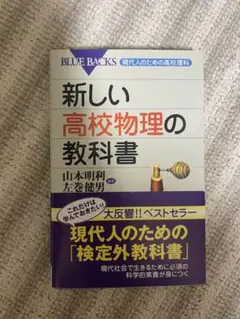 BLUE BACKS
現代人のための高校理科
新しい
高校物理の
教科書
山本明利
左巻健男
これだけは
学んでおきたい!
大反響!!ベストセラー
現代人のための
「検定外教科書」
現代社会で生きるために必須の
科学的素養が身につく